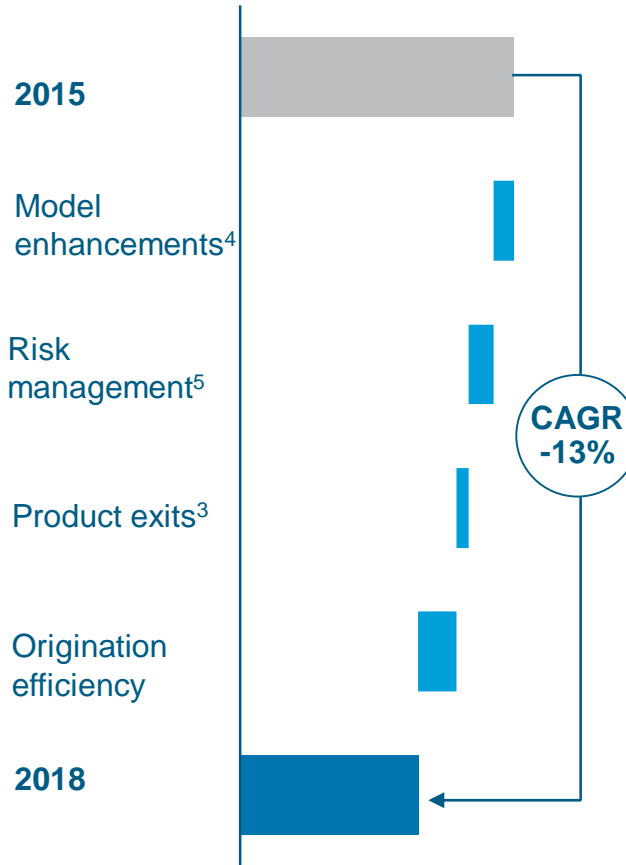 2015
Model
enhancements⁴
Risk
management⁵
CAGR
-13%
Product exits³
Origination
efficiency
2018